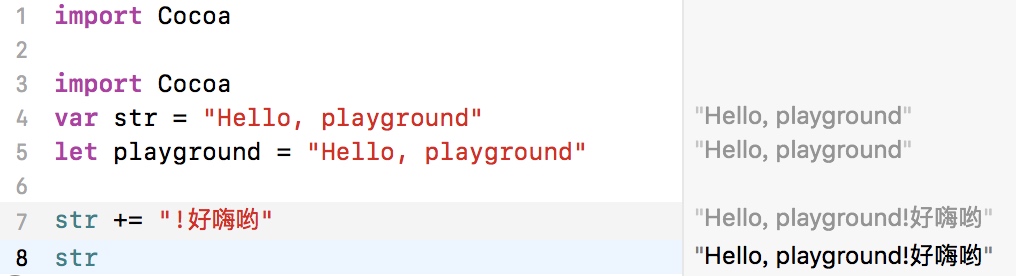 1 import Cocoa
2
3 import Cocoa
4 var str = "Hello, playground" "Hello, playground"
5 let playground = "Hello, playground" "Hello, playground"
6
7 str += "!好嗨哟" "Hello, playground!好嗨哟"
8 str "Hello, playground!好嗨哟"